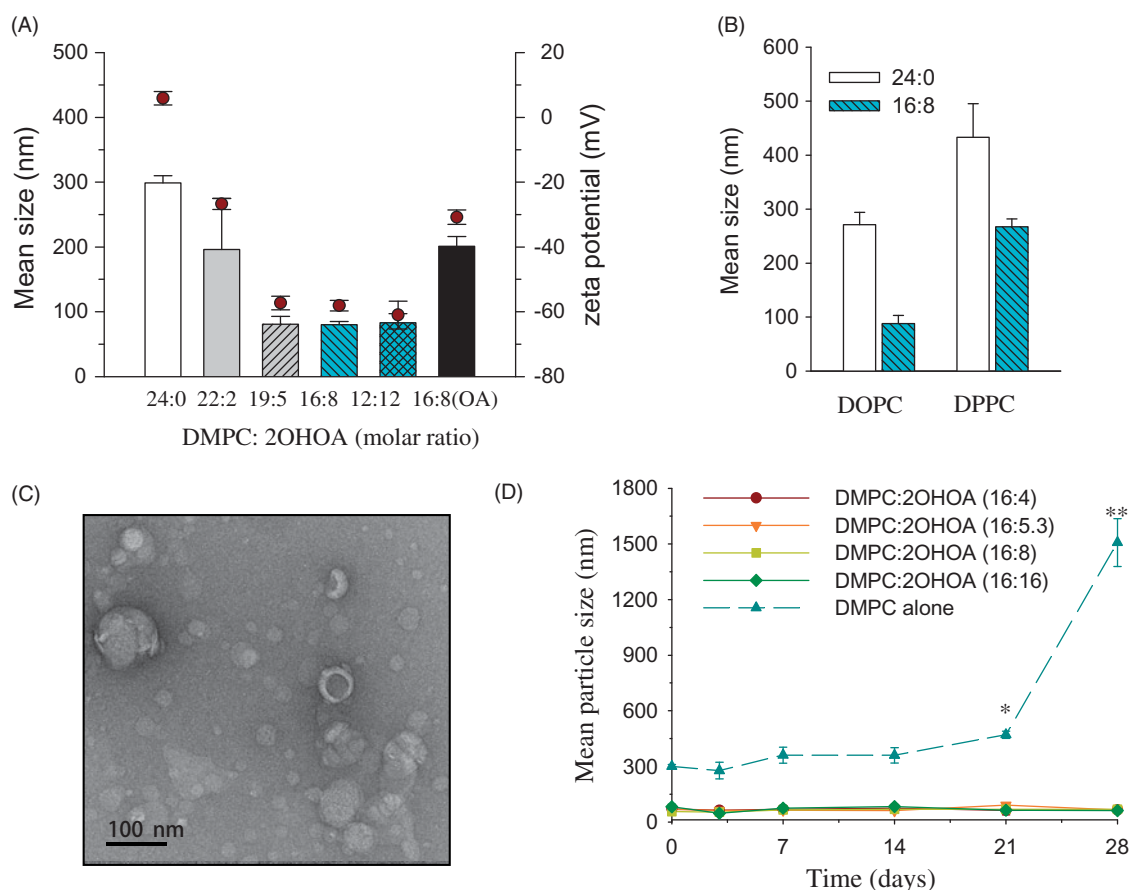 (A)
500
400
300
200
100
0
Mean size (nm)
20
0
-20
-40
-60
-80
zeta potential (mV)
24:0 22:2 19:5 16:8 12:12 16:8(OA)
DMPC: 2OHOA (molar ratio)
(B)
600
500
400
300
200
100
0
Mean size (nm)
24:0
16:8
DOPC DPPC
(C)
100 nm
(D)
1800
1500
1200
900
600
300
0
Mean particle size (nm)
DMPC:2OHOA (16:4)
DMPC:2OHOA (16:5.3)
DMPC:2OHOA (16:8)
DMPC:2OHOA (16:16)
DMPC alone
*
**
0 7 14 21 28
Time (days)